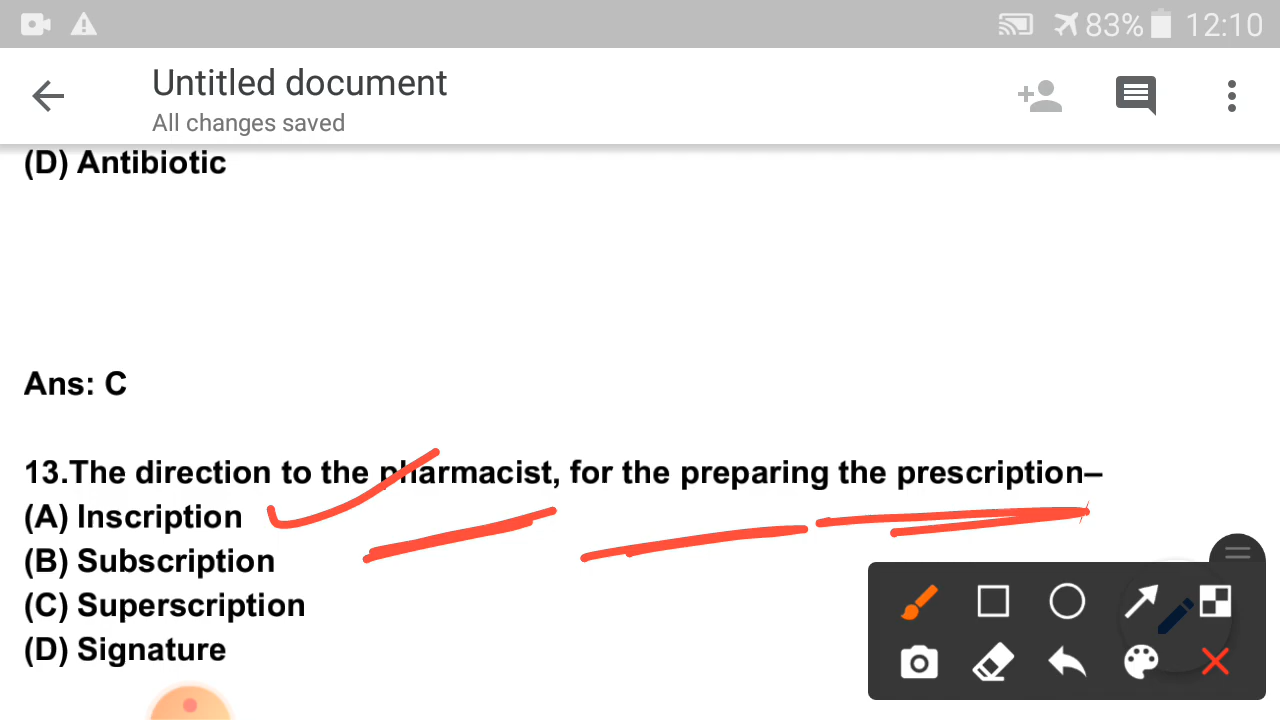 83% 12:10
Untitled document
All changes saved
(D) Antibiotic
Ans: C
13.The direction to the pharmacist, for the preparing the prescription–
(A) Inscription
(B) Subscription
(C) Superscription
(D) Signature